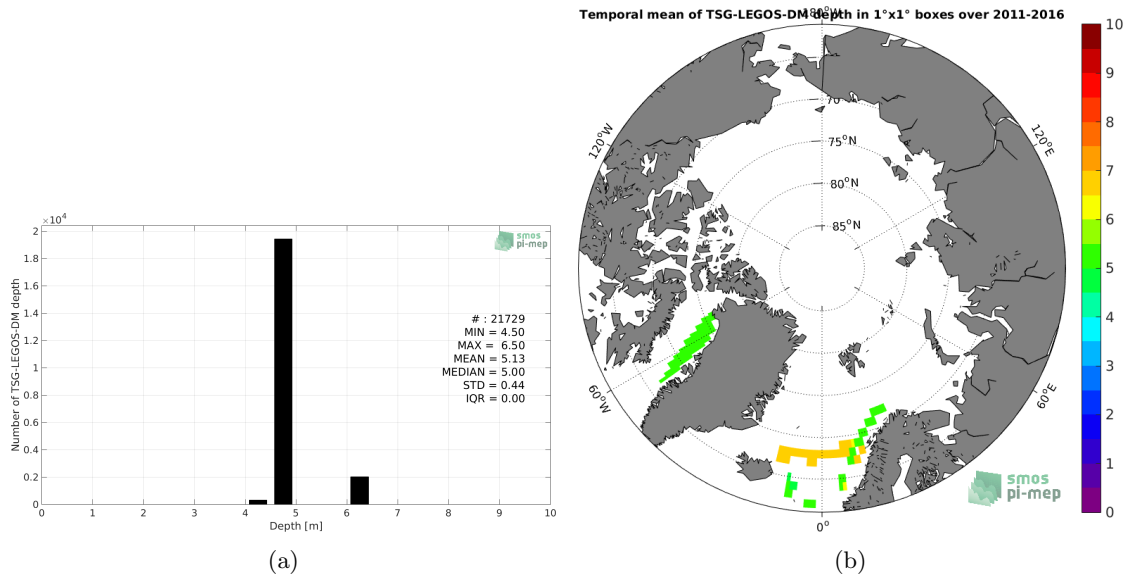 ×10⁴
2
1.8
1.6
1.4
1.2
1
0.8
0.6
0.4
0.2
0
Number of TSG-LEGOS-DM depth
0 1 2 3 4 5 6 7 8 9 10
Depth [m]
smos
pi-mep
# : 21729
MIN = 4.50
MAX = 6.50
MEAN = 5.13
MEDIAN = 5.00
STD = 0.44
IQR = 0.00
(a)
Temporal mean of TSG-LEGOS-DM depth in 1°x1° boxes over 2011-2016
180°W
120°W
120°E
60°W
60°E
0°
70°N
75°N
80°N
85°N
smos
pi-mep
10
9
8
7
6
5
4
3
2
1
0
(b)